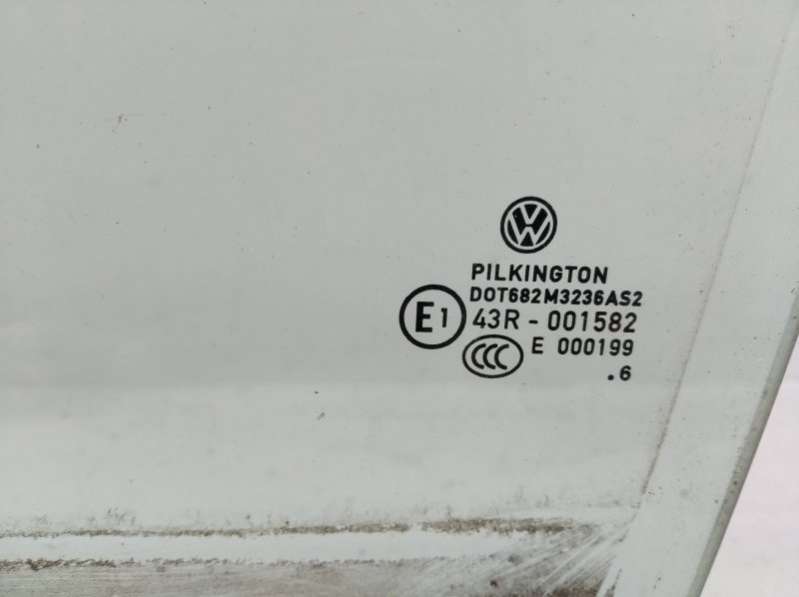 PILKINGTON
DOT682M3236AS2
E1 43R - 001582
CCC E 000199
.6